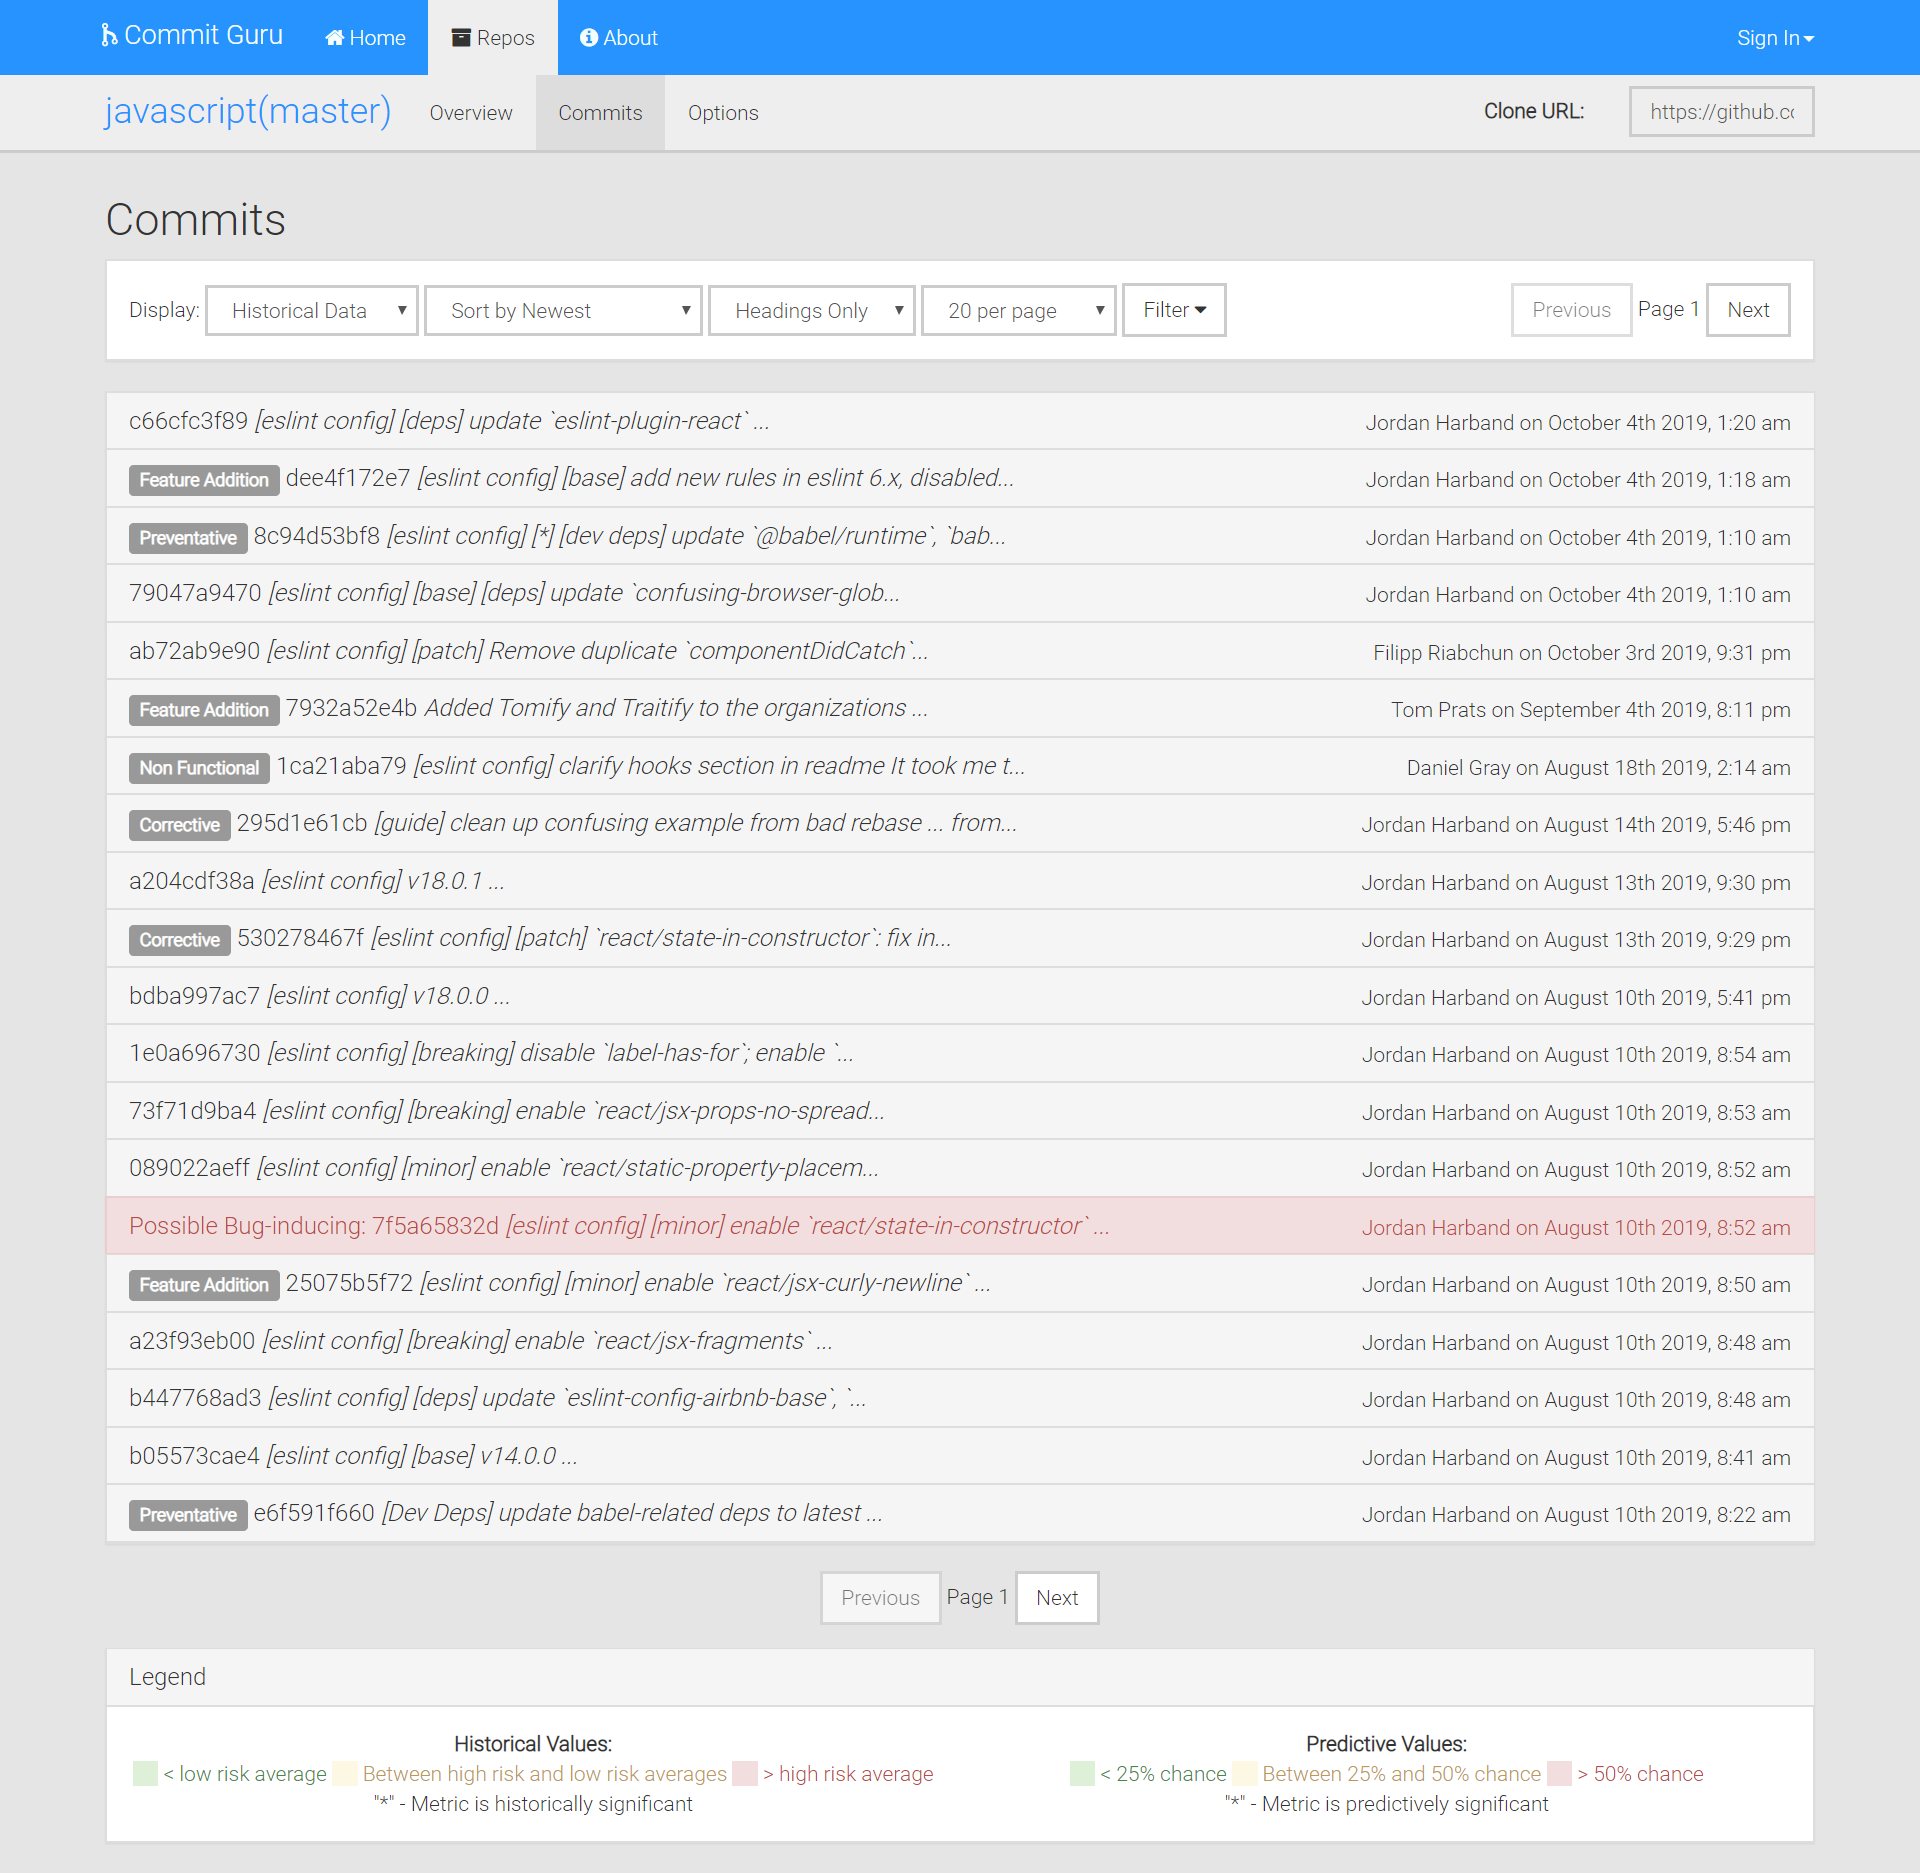 Commit Guru Home Repos About Sign In
javascript(master) Overview Commits Options Clone URL: https://github.cc
Commits
Display: Historical Data Sort by Newest Headings Only 20 per page Filter Previous Page 1 Next
c66cfc3f89 [eslint config] [deps] update `eslint-plugin-react` ... Jordan Harband on October 4th 2019, 1:20 am
Feature Addition dee4f172e7 [eslint config] [base] add new rules in eslint 6.x, disabled... Jordan Harband on October 4th 2019, 1:18 am
Preventative 8c94d53bf8 [eslint config] [*] [dev deps] update `@babel/runtime`, `bab... Jordan Harband on October 4th 2019, 1:10 am
79047a9470 [eslint config] [base] [deps] update `confusing-browser-glob... Jordan Harband on October 4th 2019, 1:10 am
ab72ab9e90 [eslint config] [patch] Remove duplicate `componentDidCatch`... Filipp Riabchun on October 3rd 2019, 9:31 pm
Feature Addition 7932a52e4b Added Tomify and Traitify to the organizations ... Tom Prats on September 4th 2019, 8:11 pm
Non Functional 1ca21aba79 [eslint config] clarify hooks section in readme It took me t... Daniel Gray on August 18th 2019, 2:14 am
Corrective 295d1e61cb [guide] clean up confusing example from bad rebase ... from... Jordan Harband on August 14th 2019, 5:46 pm
a204cdf38a [eslint config] v18.0.1 ... Jordan Harband on August 13th 2019, 9:30 pm
Corrective 530278467f [eslint config] [patch] `react/state-in-constructor`: fix in... Jordan Harband on August 13th 2019, 9:29 pm
bdba997ac7 [eslint config] v18.0.0 ... Jordan Harband on August 10th 2019, 5:41 pm
1e0a696730 [eslint config] [breaking] disable `label-has-for`; enable `... Jordan Harband on August 10th 2019, 8:54 am
73f71d9ba4 [eslint config] [breaking] enable `react/jsx-props-no-spread... Jordan Harband on August 10th 2019, 8:53 am
089022aeff [eslint config] [minor] enable `react/static-property-placem... Jordan Harband on August 10th 2019, 8:52 am
Possible Bug-inducing: 7f5a65832d [eslint config] [minor] enable `react/state-in-constructor` ... Jordan Harband on August 10th 2019, 8:52 am
Feature Addition 25075b5f72 [eslint config] [minor] enable `react/jsx-curly-newline` ... Jordan Harband on August 10th 2019, 8:50 am
a23f93eb00 [eslint config] [breaking] enable `react/jsx-fragments` ... Jordan Harband on August 10th 2019, 8:48 am
b447768ad3 [eslint config] [deps] update `eslint-config-airbnb-base`, `... Jordan Harband on August 10th 2019, 8:48 am
b05573cae4 [eslint config] [base] v14.0.0 ... Jordan Harband on August 10th 2019, 8:41 am
Preventative e6f591f660 [Dev Deps] update babel-related deps to latest ... Jordan Harband on August 10th 2019, 8:22 am
Previous Page 1 Next
Legend
Historical Values: Predictive Values:
< low risk average Between high risk and low risk averages > high risk average < 25% chance Between 25% and 50% chance > 50% chance
"*" - Metric is historically significant "*" - Metric is predictively significant